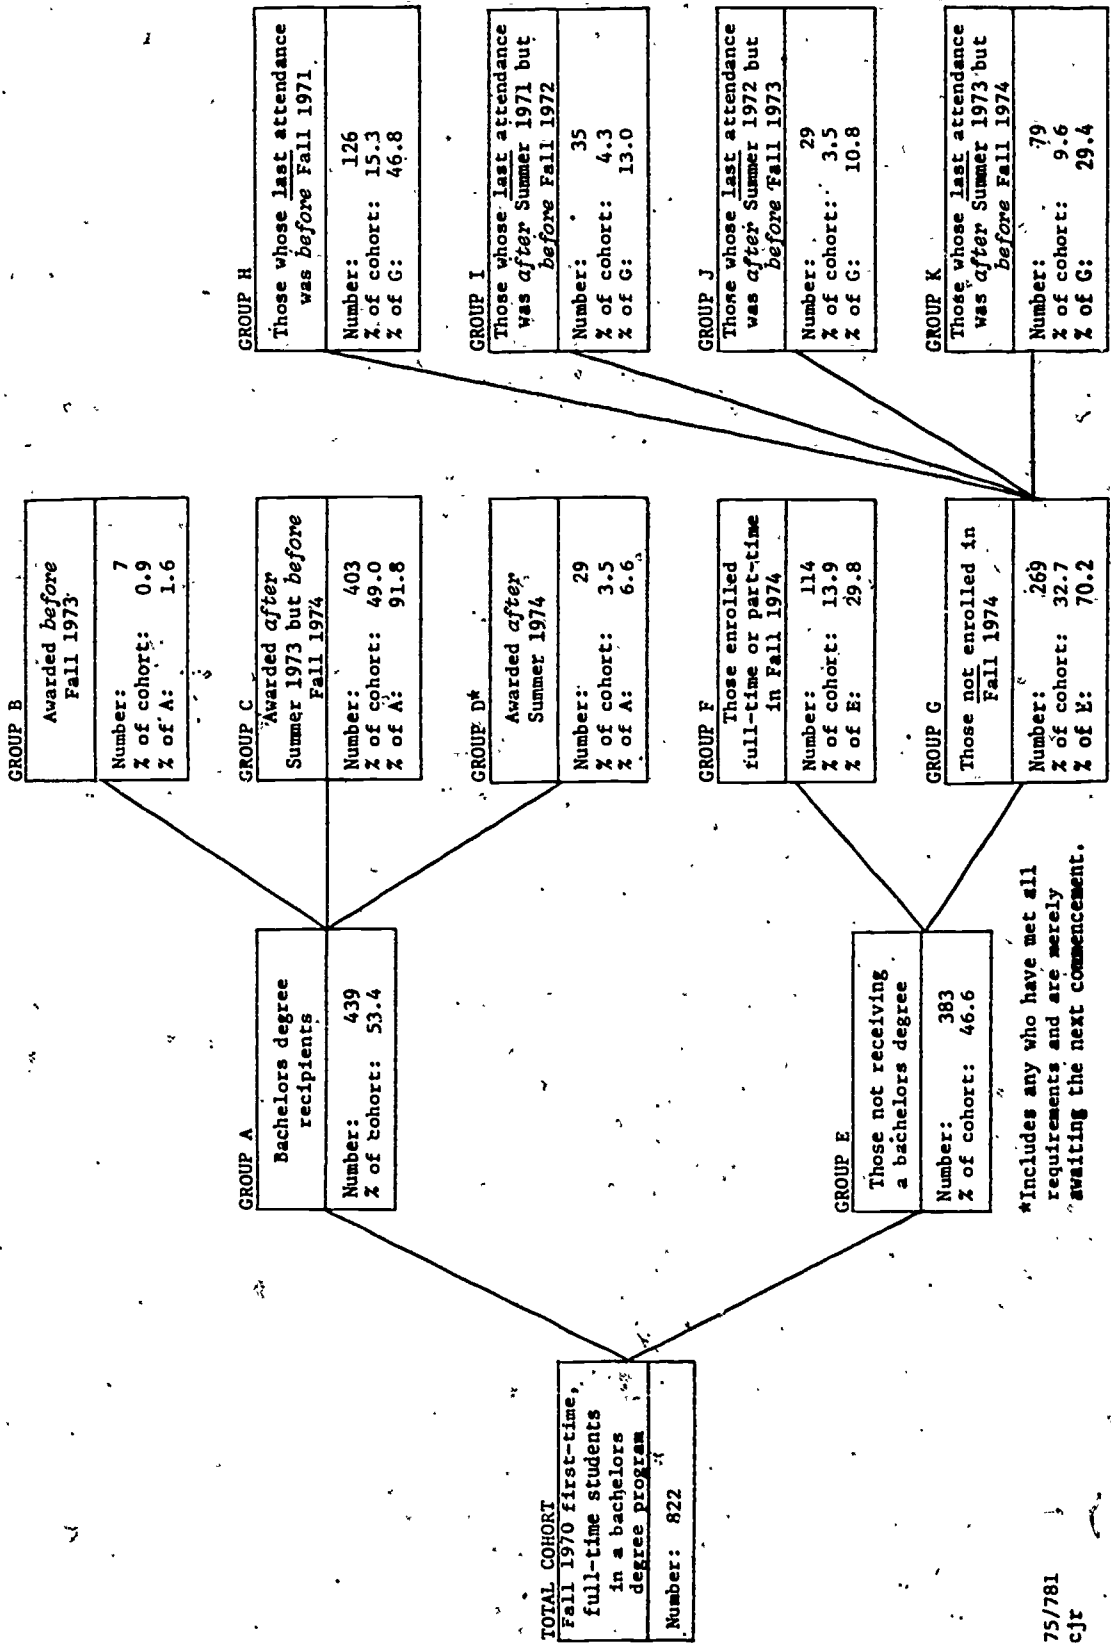 TOTAL COHORT
Fall 1970 first-time,
full-time students
in a bachelors
degree program
Number: 822
GROUP A
Bachelors degree
recipients
Number: 439
% of cohort: 53.4
GROUP E
Those not receiving
a bachelors degree
Number: 383
% of cohort: 46.6
GROUP B
Awarded before
Fall 1973
Number: 7
% of cohort: 0.9
% of A: 1.6
GROUP C
Awarded after
Summer 1973 but before
Fall 1974
Number: 403
% of cohort: 49.0
% of A: 91.8
GROUP D*
Awarded after
Summer 1974
Number: 29
% of cohort: 3.5
% of A: 6.6
GROUP F
Those enrolled
full-time or part-time
in Fall 1974
Number: 114
% of cohort: 13.9
% of E: 29.8
GROUP G
Those not enrolled in
Fall 1974
Number: 269
% of cohort: 32.7
% of E: 70.2
GROUP H
Those whose last attendance
was before Fall 1971
Number: 126
% of cohort: 15.3
% of G: 46.8
GROUP I
Those whose last attendance
was after Summer 1971 but
before Fall 1972
Number: 35
% of cohort: 4.3
% of G: 13.0
GROUP J
Those whose last attendance
was after Summer 1972 but
before Fall 1973
Number: 29
% of cohort: 3.5
% of G: 10.8
GROUP K
Those whose last attendance
was after Summer 1973 but
before Fall 1974
Number: 79
% of cohort: 9.6
% of G: 29.4
*Includes any who have met all
requirements and are merely
awaiting the next commencement.
75/781
cjr